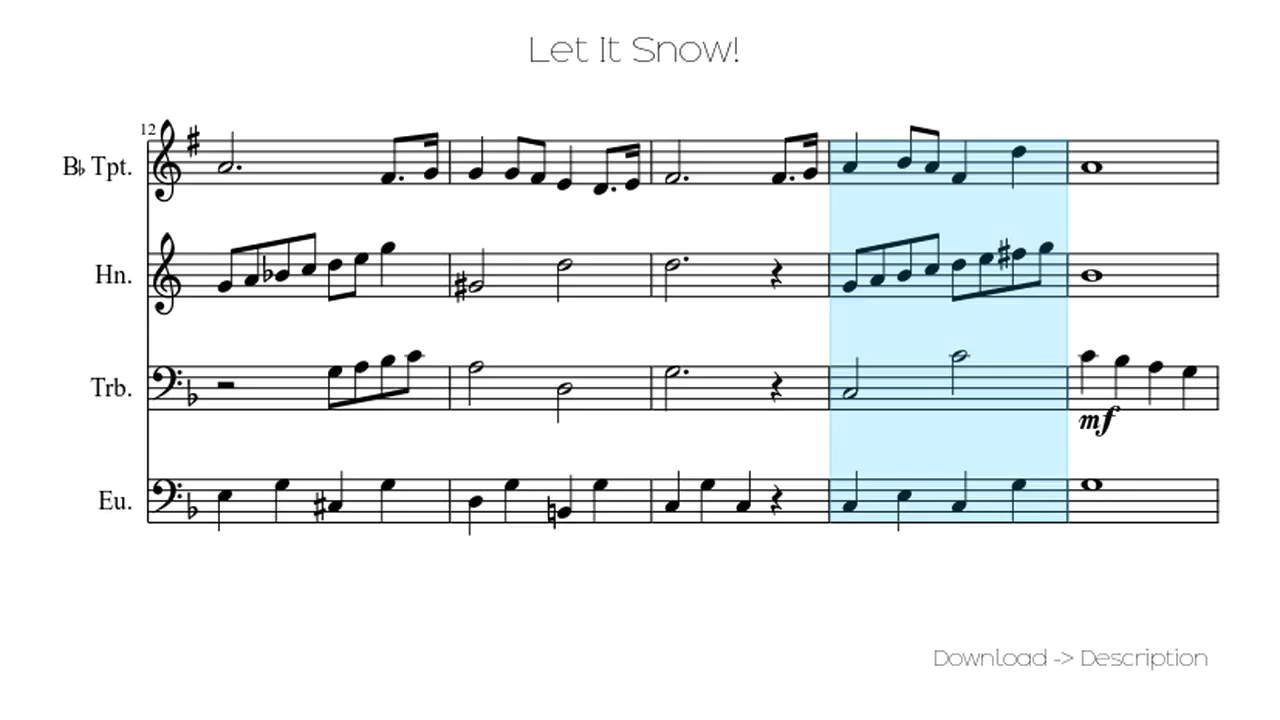 Let It Snow!
12
B♭ Tpt.
Hn.
Trb.
mf
Eu.
Download -> Description